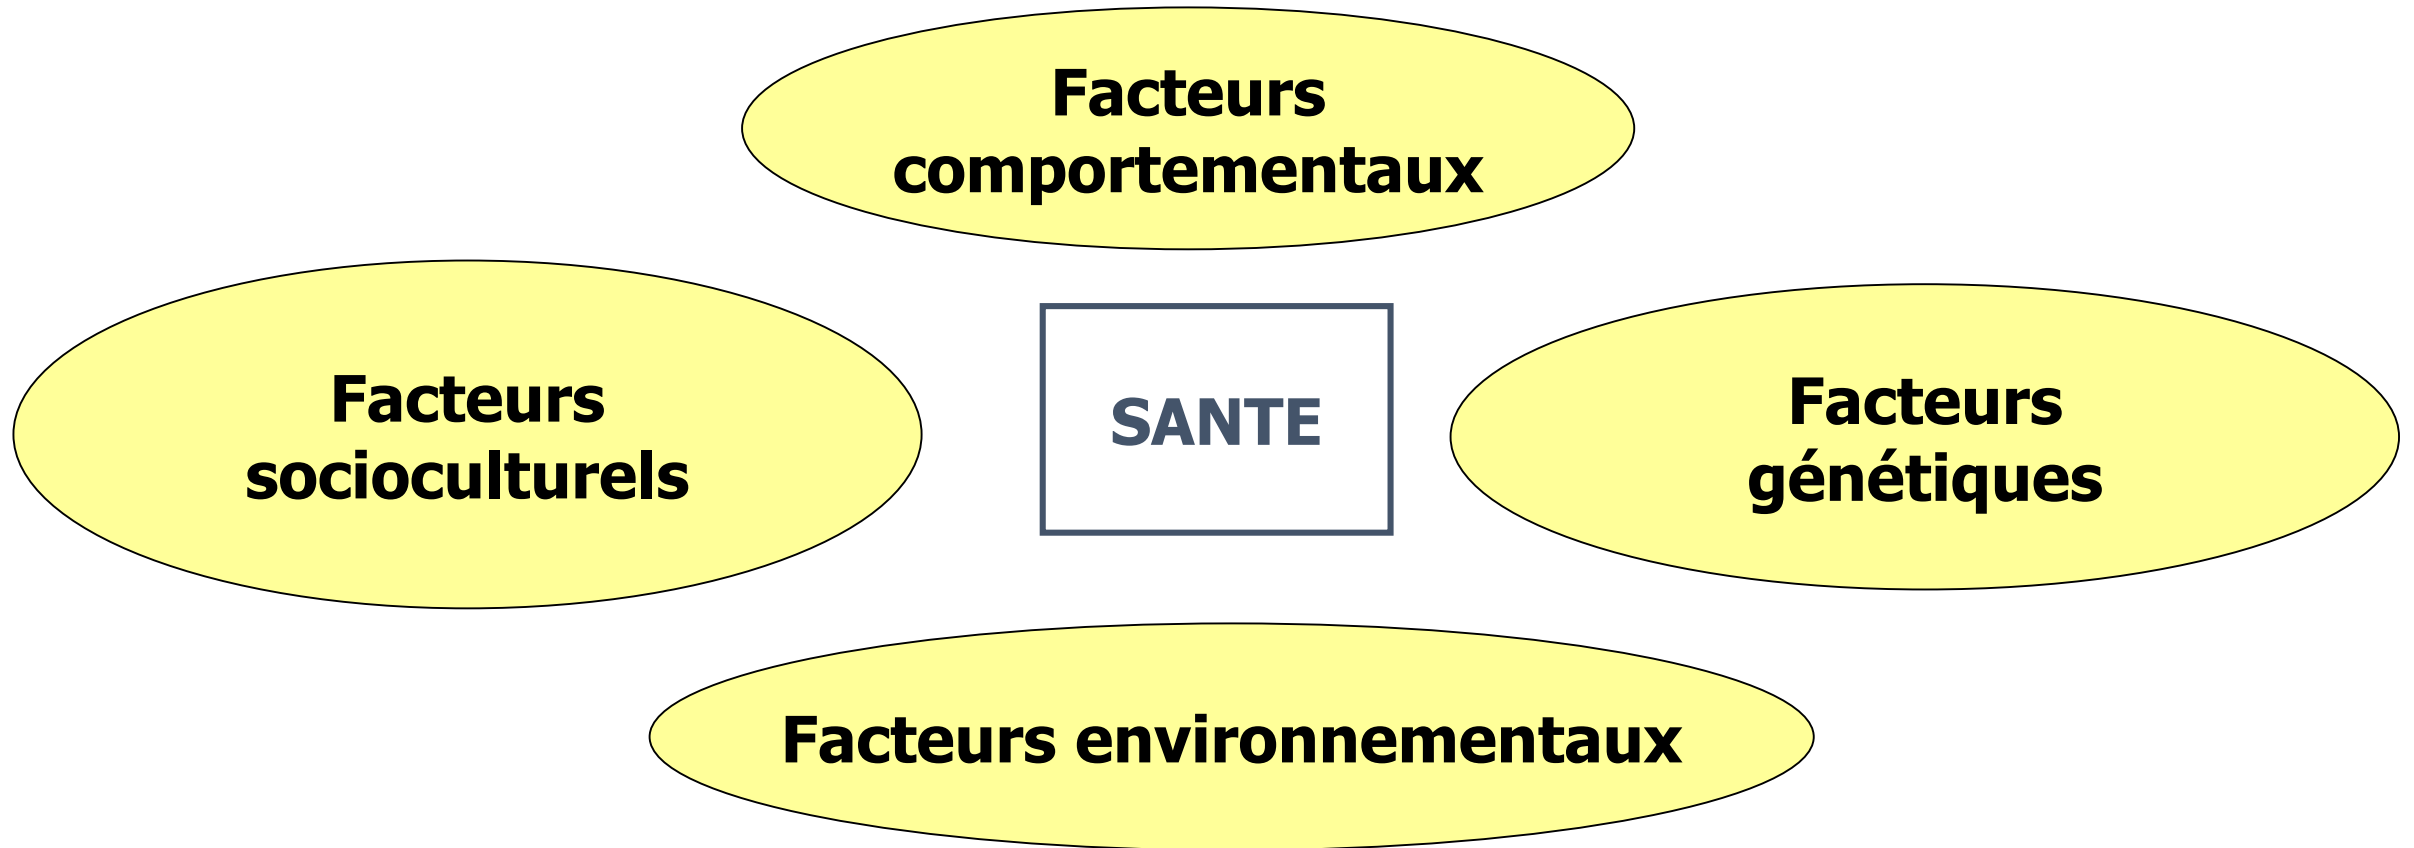 Facteurs
comportementaux
Facteurs
socioculturels
SANTE
Facteurs
génétiques
Facteurs environnementaux